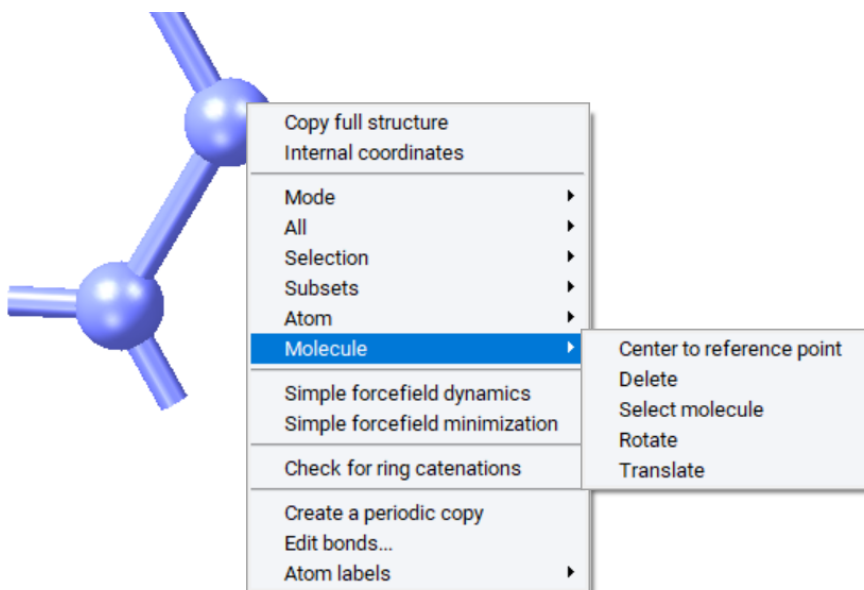 Copy full structure
Internal coordinates
Mode
All
Selection
Subsets
Atom
Molecule
Center to reference point
Delete
Select molecule
Rotate
Translate
Simple forcefield dynamics
Simple forcefield minimization
Check for ring catenations
Create a periodic copy
Edit bonds...
Atom labels